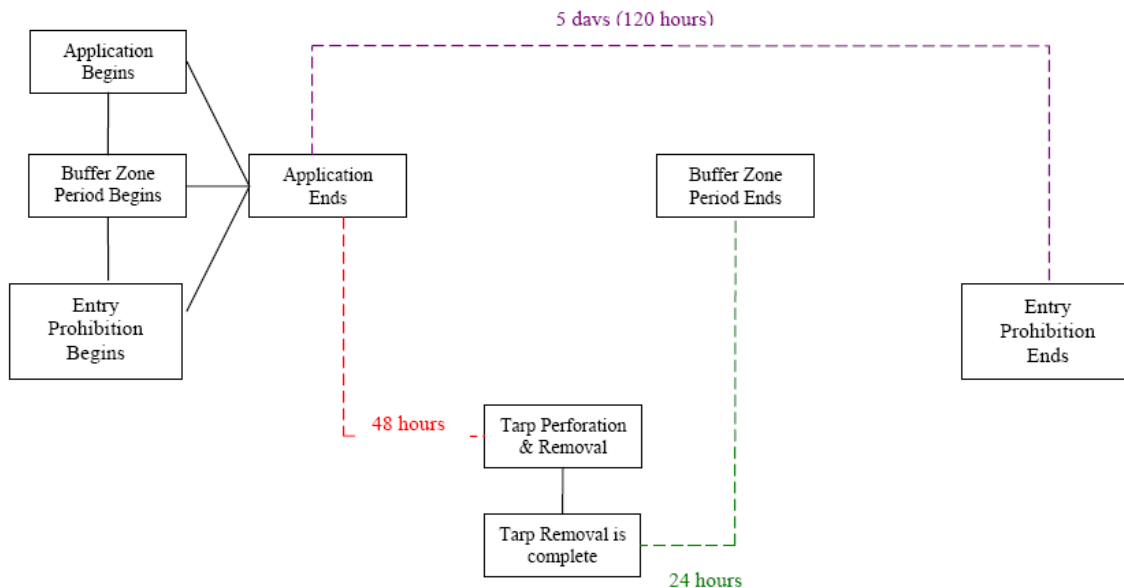 5 days (120 hours)
Application
Begins
Buffer Zone
Period Begins
Application
Ends
Buffer Zone
Period Ends
Entry
Prohibition
Begins
Entry
Prohibition
Ends
48 hours
Tarp Perforation
& Removal
Tarp Removal is
complete
24 hours